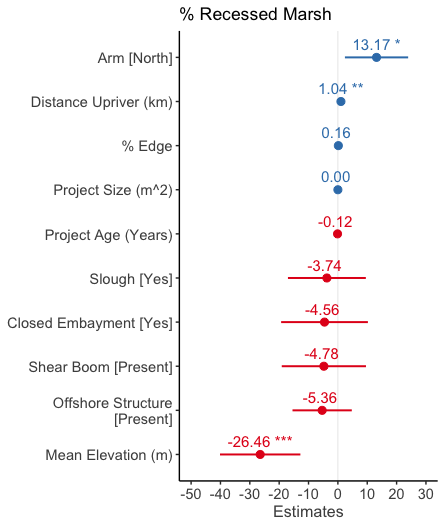 % Recessed Marsh
Arm [North]
13.17 *
Distance Upriver (km)
1.04 **
% Edge
0.16
Project Size (m^2)
0.00
Project Age (Years)
-0.12
Slough [Yes]
-3.74
Closed Embayment [Yes]
-4.56
Shear Boom [Present]
-4.78
Offshore Structure
[Present]
-5.36
Mean Elevation (m)
-26.46 ***
-50 -40 -30 -20 -10 0 10 20 30
Estimates